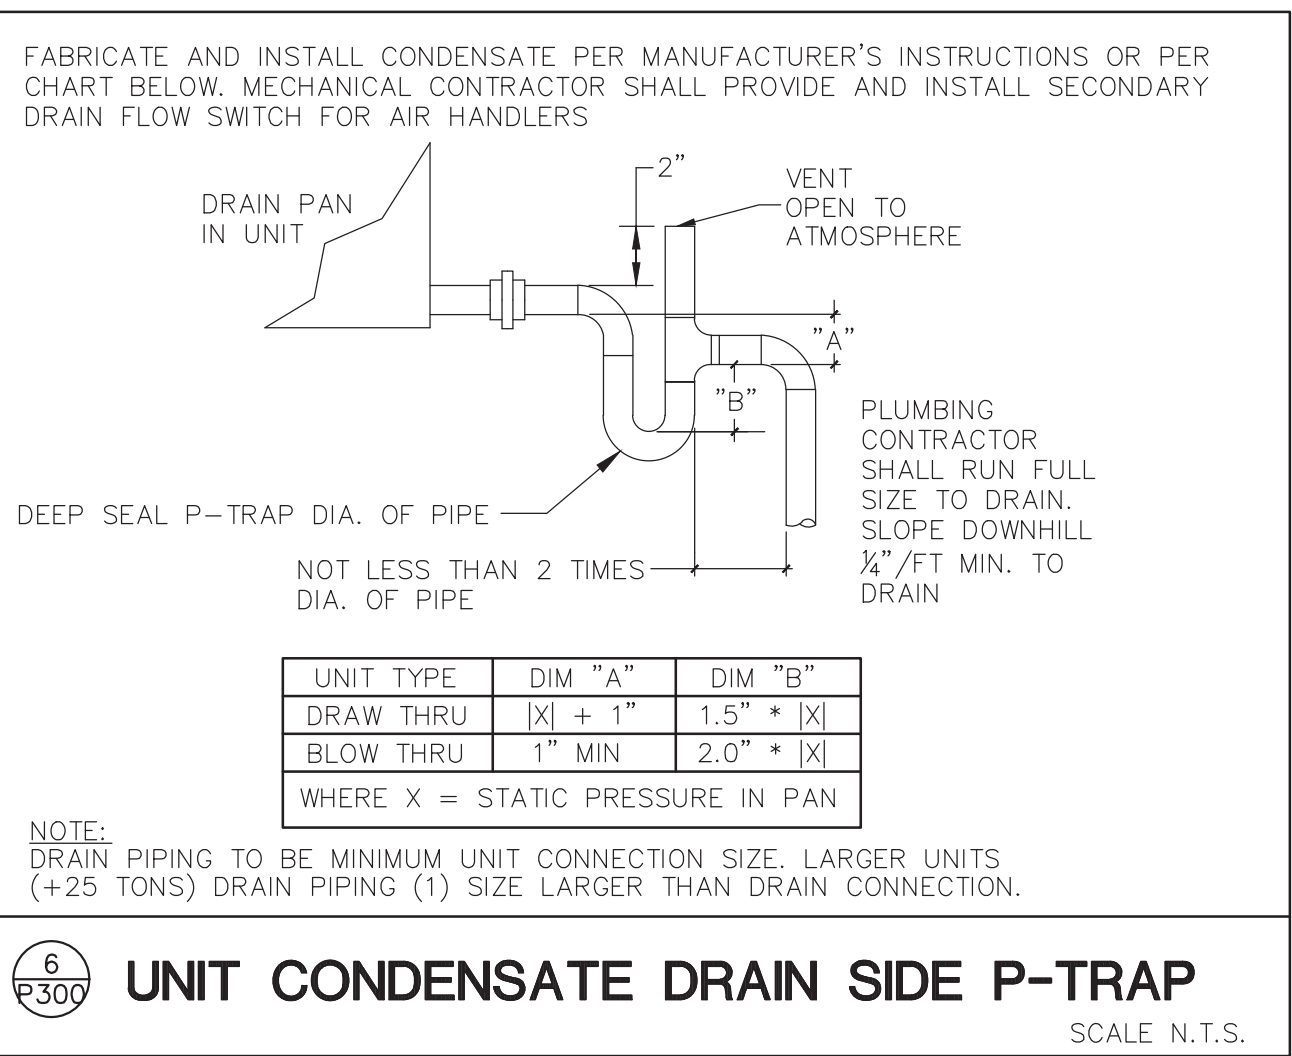 FABRICATE AND INSTALL CONDENSATE PER MANUFACTURER'S INSTRUCTIONS OR PER
CHART BELOW. MECHANICAL CONTRACTOR SHALL PROVIDE AND INSTALL SECONDARY
DRAIN FLOW SWITCH FOR AIR HANDLERS
DRAIN PAN
IN UNIT
2"
VENT
OPEN TO
ATMOSPHERE
"A"
"B"
PLUMBING
CONTRACTOR
SHALL RUN FULL
SIZE TO DRAIN.
SLOPE DOWNHILL
¼"/FT MIN. TO
DRAIN
DEEP SEAL P-TRAP DIA. OF PIPE
NOT LESS THAN 2 TIMES
DIA. OF PIPE
UNIT TYPE DIM "A" DIM "B"
DRAW THRU |X| + 1" 1.5" * |X|
BLOW THRU 1" MIN 2.0" * |X|
WHERE X = STATIC PRESSURE IN PAN
NOTE:
DRAIN PIPING TO BE MINIMUM UNIT CONNECTION SIZE. LARGER UNITS
(+25 TONS) DRAIN PIPING (1) SIZE LARGER THAN DRAIN CONNECTION.
6
P300
UNIT CONDENSATE DRAIN SIDE P-TRAP
SCALE N.T.S.